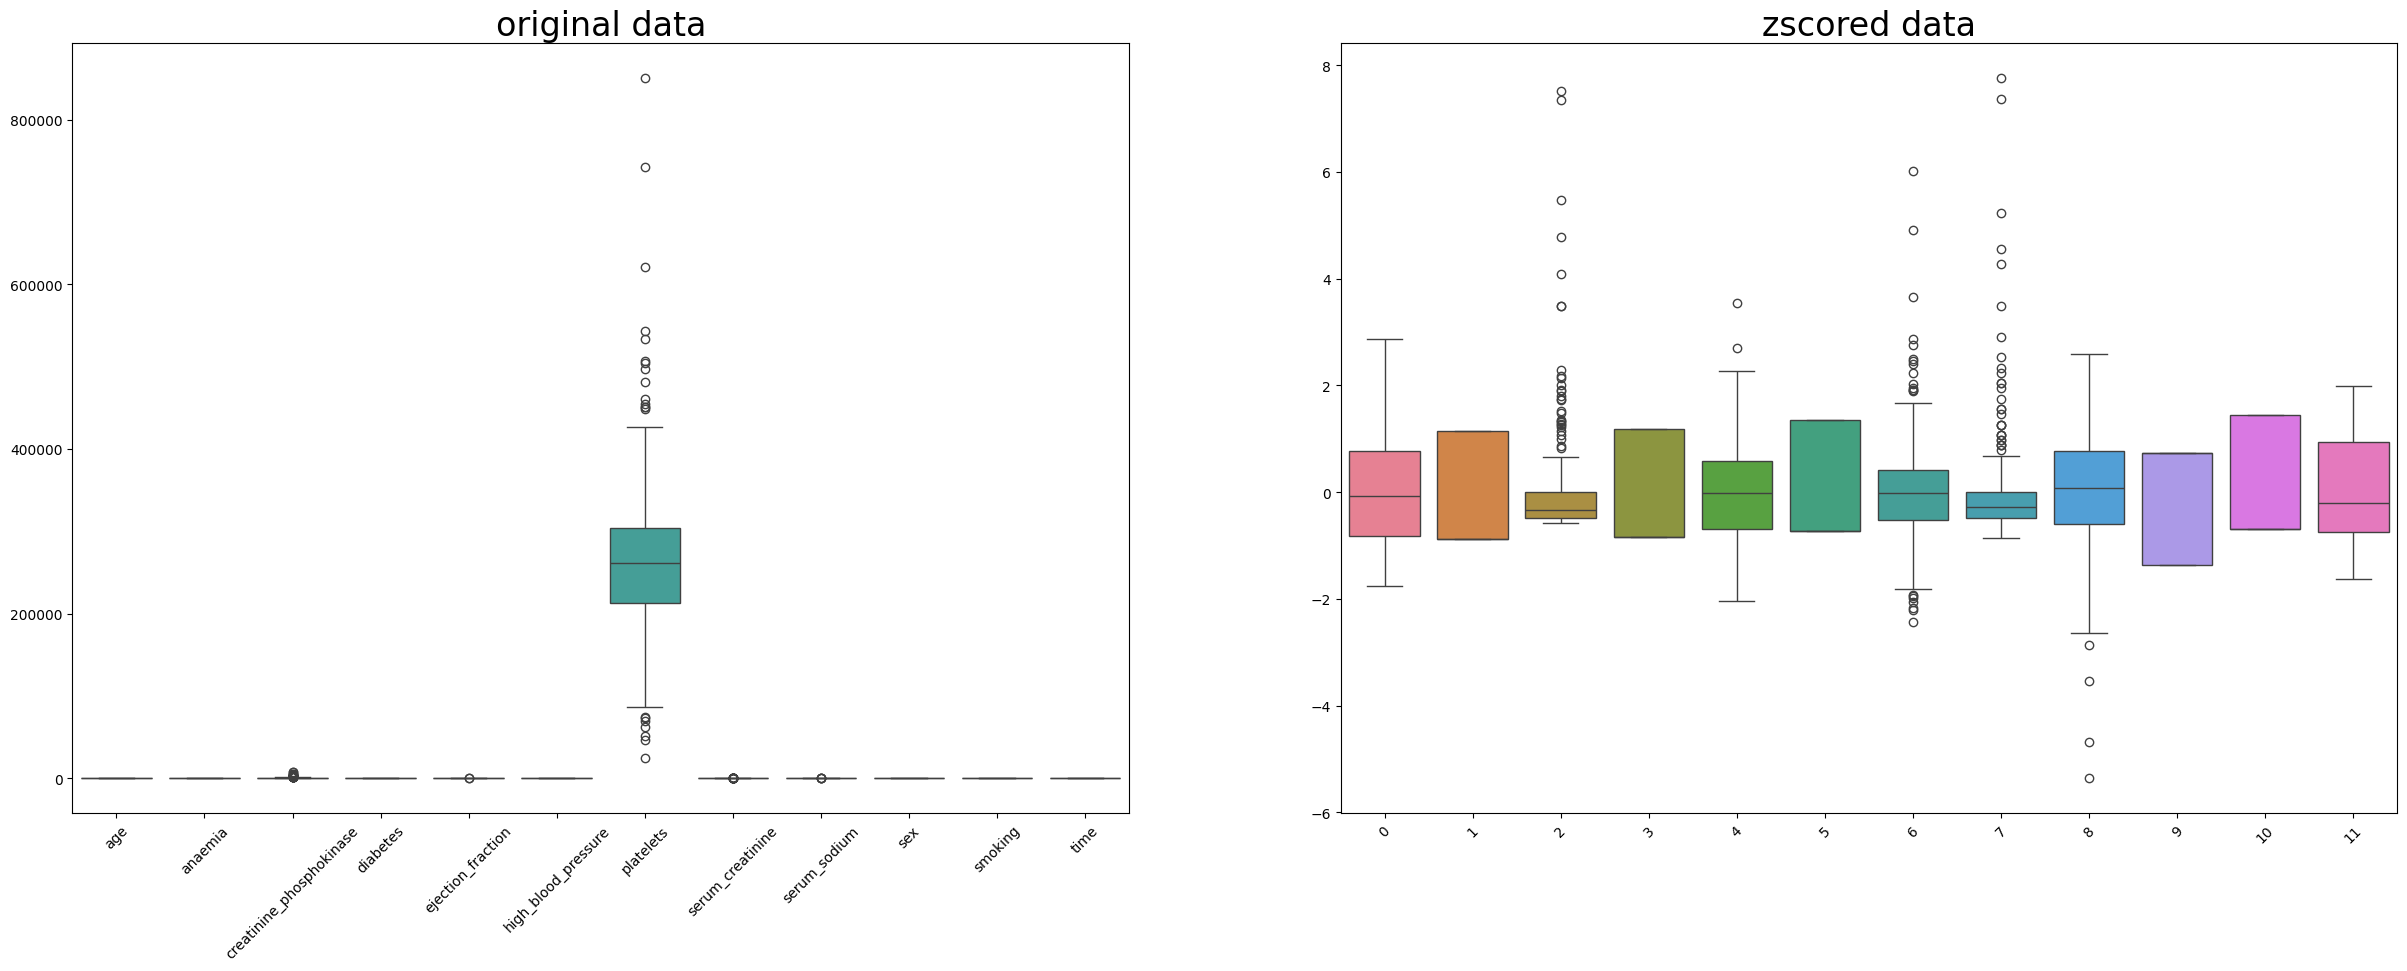 original data
800000
600000
400000
200000
0
age
anaemia
creatinine_phosphokinase
diabetes
ejection_fraction
high_blood_pressure
platelets
serum_creatinine
serum_sodium
sex
smoking
time
zscored data
8
6
4
2
0
−2
−4
−6
0
1
2
3
4
5
6
7
8
9
10
11